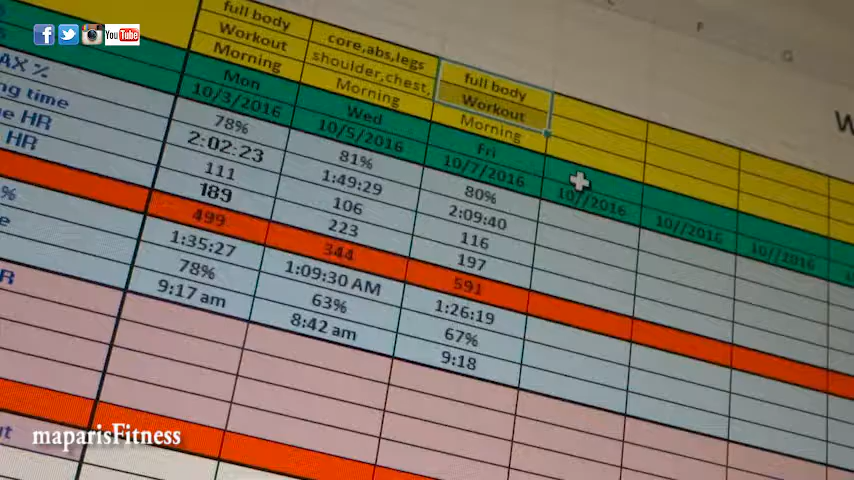 f You Tube
full body core,abs,legs full body
Workout shoulder,chest, Workout
Morning Morning Morning
Mon Wed Fri
10/3/2016 10/5/2016 10/7/2016 10//2016 10//2016 10//2016
AX % 78% 81% 80%
ng time 2:02:23 1:49:29 2:09:40
HR 111 106 116
HR 189 223 197
499 344 591
% 1:35:27 1:09:30 AM 1:26:19
e 78% 63% 67%
R 9:17 am 8:42 am 9:18
W
maparisFitness